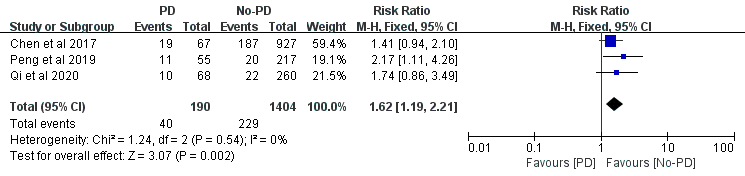 PD No-PD Risk Ratio Risk Ratio
Study or Subgroup Events Total Events Total Weight M-H, Fixed, 95% CI M-H, Fixed, 95% CI
Chen et al 2017 19 67 187 927 59.4% 1.41 [0.94, 2.10]
Peng et al 2019 11 55 20 217 19.1% 2.17 [1.11, 4.26]
Qi et al 2020 10 68 22 260 21.5% 1.74 [0.86, 3.49]
Total (95% CI) 190 1404 100.0% 1.62 [1.19, 2.21]
Total events 40 229
Heterogeneity: Chi² = 1.24, df = 2 (P = 0.54); I² = 0%
Test for overall effect: Z = 3.07 (P = 0.002)
0.01 0.1 1 10 100
Favours [PD] Favours [No-PD]